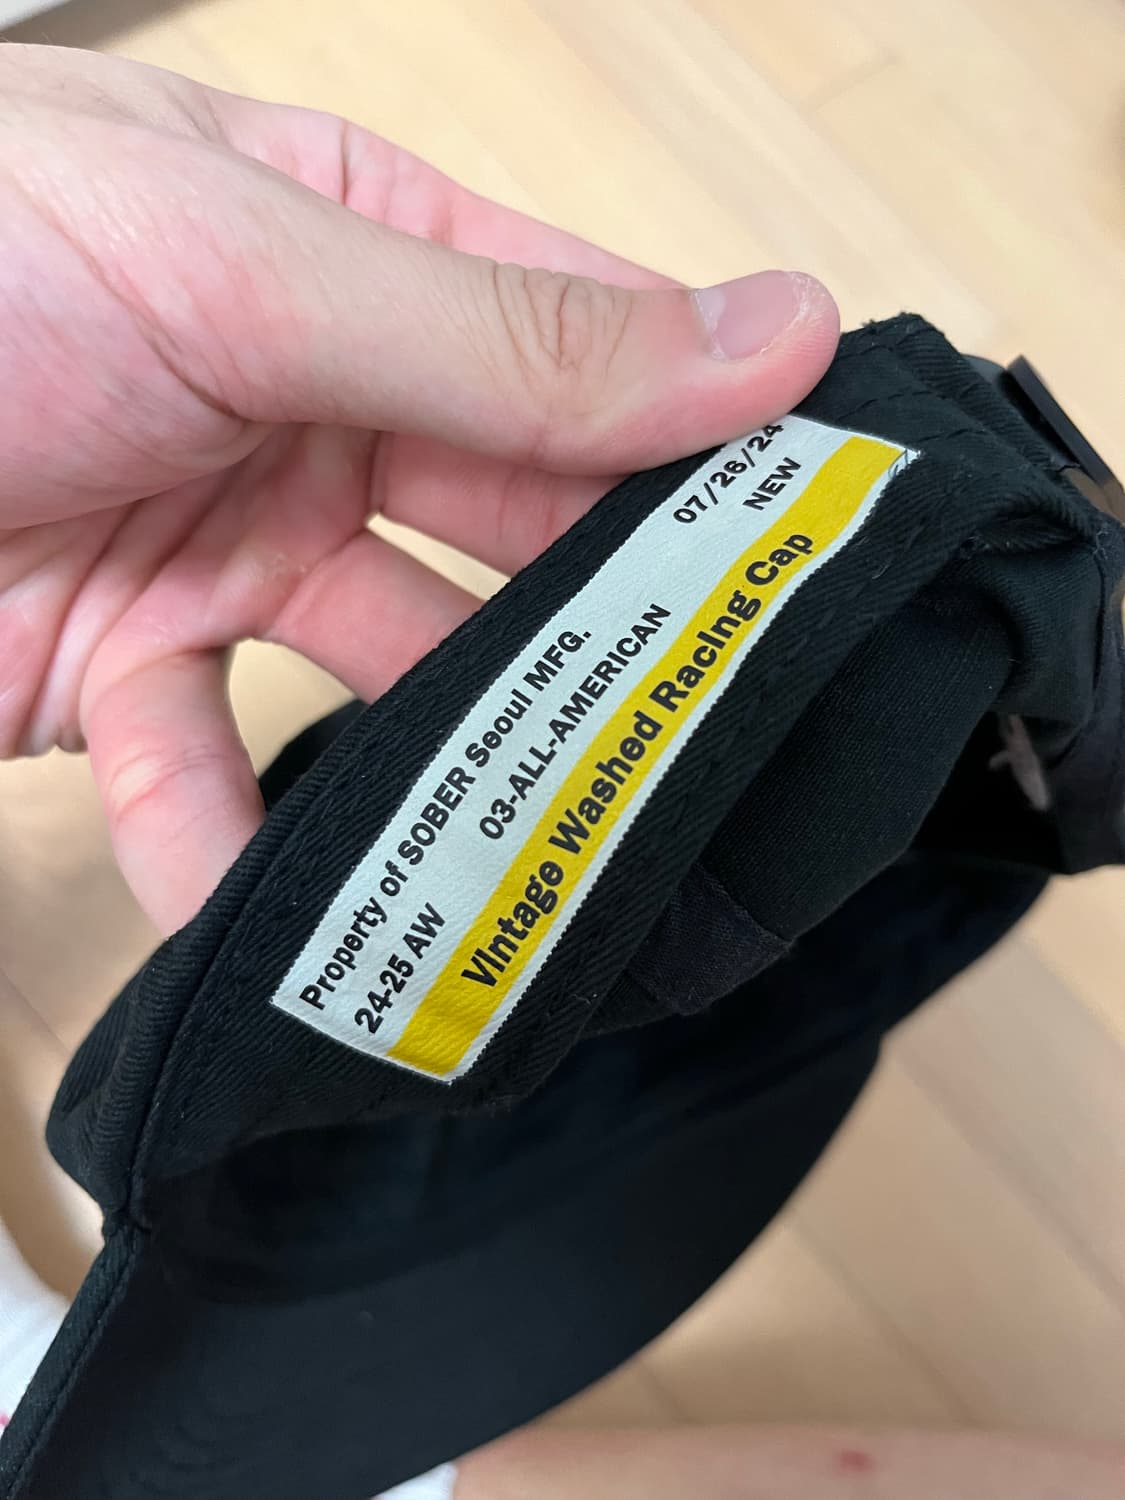 Property of SOBER Seoul MFG. 07/26/24
24-25 AW 03-ALL-AMERICAN NEW
Vintage Washed Racing Cap